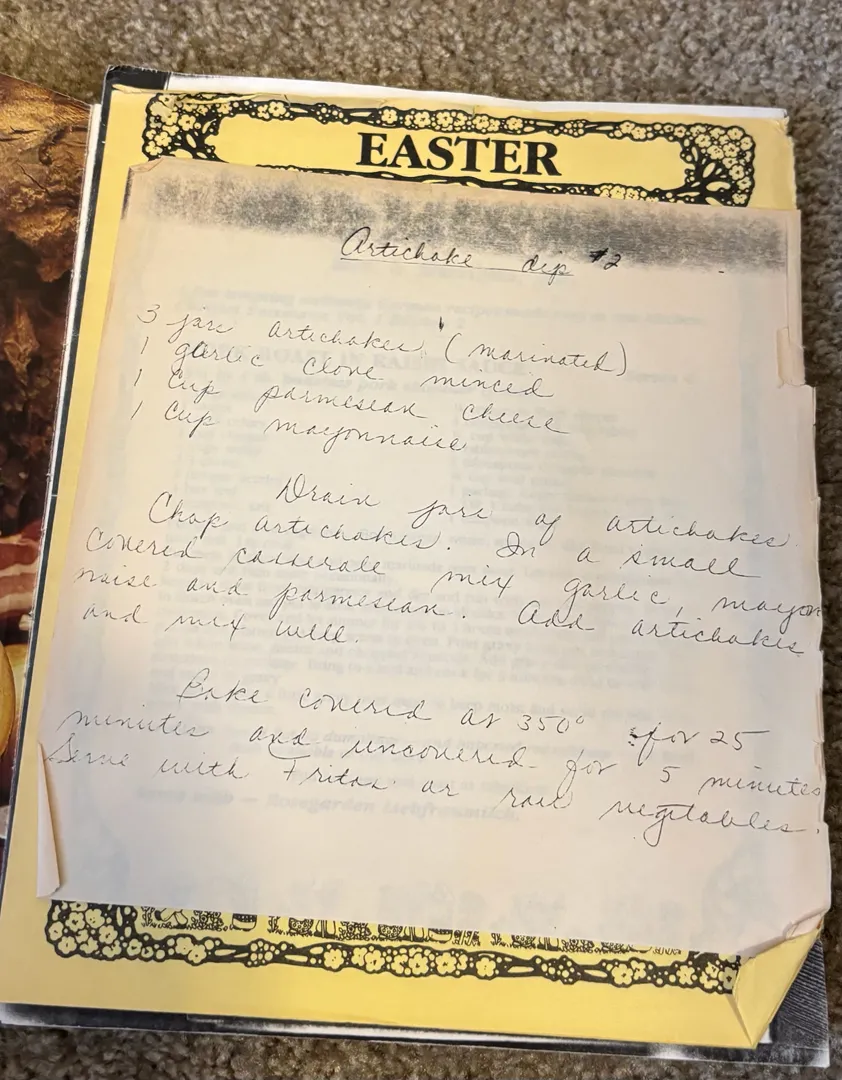 EASTER
Artichoke dip #2
3 jars artichokes (marinated)
1 garlic clove minced
1 Cup parmesean cheese
1 Cup mayonnaise
Drain jars of artichokes.
Chop artichokes. In a small
covered casserole mix garlic, mayon
naise and parmesean. Add artichokes
and mix well.
Bake covered at 350° for 25
minutes and uncovered for 5 minutes
Serve with Fritos or raw vegetables.